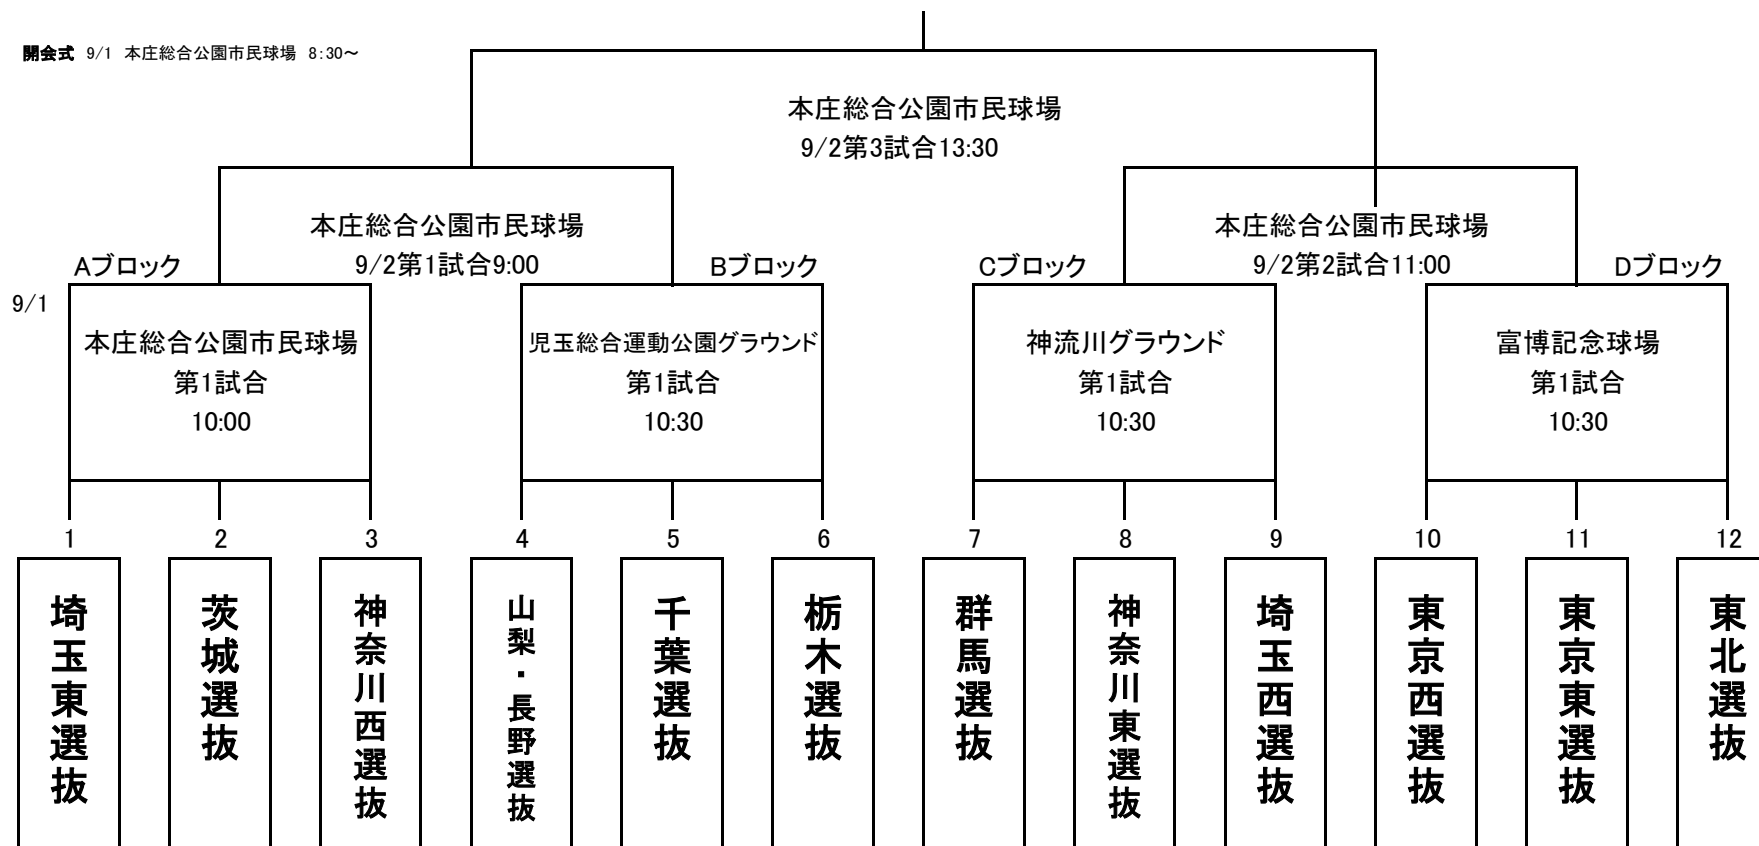 開会式 9/1 本庄総合公園市民球場 8:30～
本庄総合公園市民球場
9/2第3試合13:30
本庄総合公園市民球場
9/2第1試合9:00
本庄総合公園市民球場
9/2第2試合11:00
Aブロック
Bブロック
Cブロック
Dブロック
9/1
本庄総合公園市民球場
第1試合
10:00
児玉総合運動公園グラウンド
第1試合
10:30
神流川グラウンド
第1試合
10:30
富博記念球場
第1試合
10:30
1
2
3
4
5
6
7
8
9
10
11
12
埼玉東選抜
茨城選抜
神奈川西選抜
山梨・長野選抜
千葉選抜
栃木選抜
群馬選抜
神奈川東選抜
埼玉西選抜
東京西選抜
東京東選抜
東北選抜